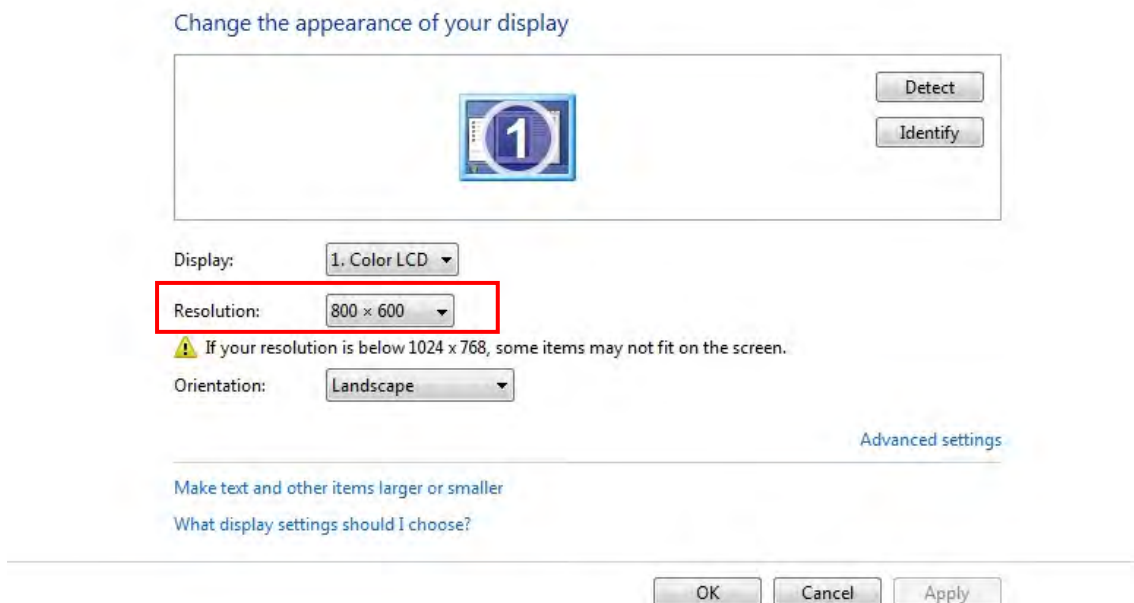 Change the appearance of your display
Detect
1
Identify
Display: 1. Color LCD
Resolution: 800 × 600
If your resolution is below 1024 x 768, some items may not fit on the screen.
Orientation: Landscape
Advanced settings
Make text and other items larger or smaller
What display settings should I choose?
OK Cancel Apply